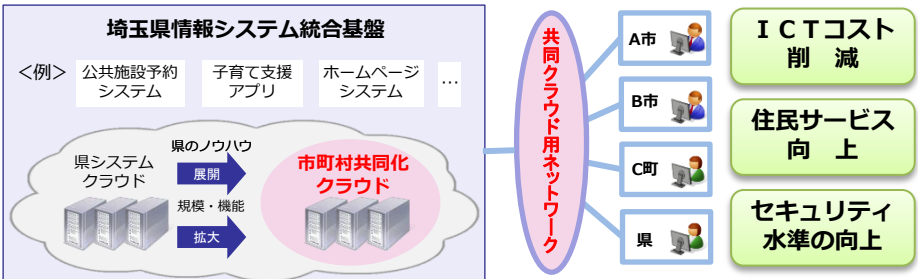 埼玉県情報システム統合基盤
＜例＞
公共施設予約
システム
子育て支援
アプリ
ホームページ
システム
…
県システム
クラウド
県のノウハウ
展開
規模・機能
拡大
市町村共同化
クラウド
共同クラウド用ネットワーク
A市
B市
C町
県
ＩＣＴコスト
削　減
住民サービス
向　上
セキュリティ
水準の向上